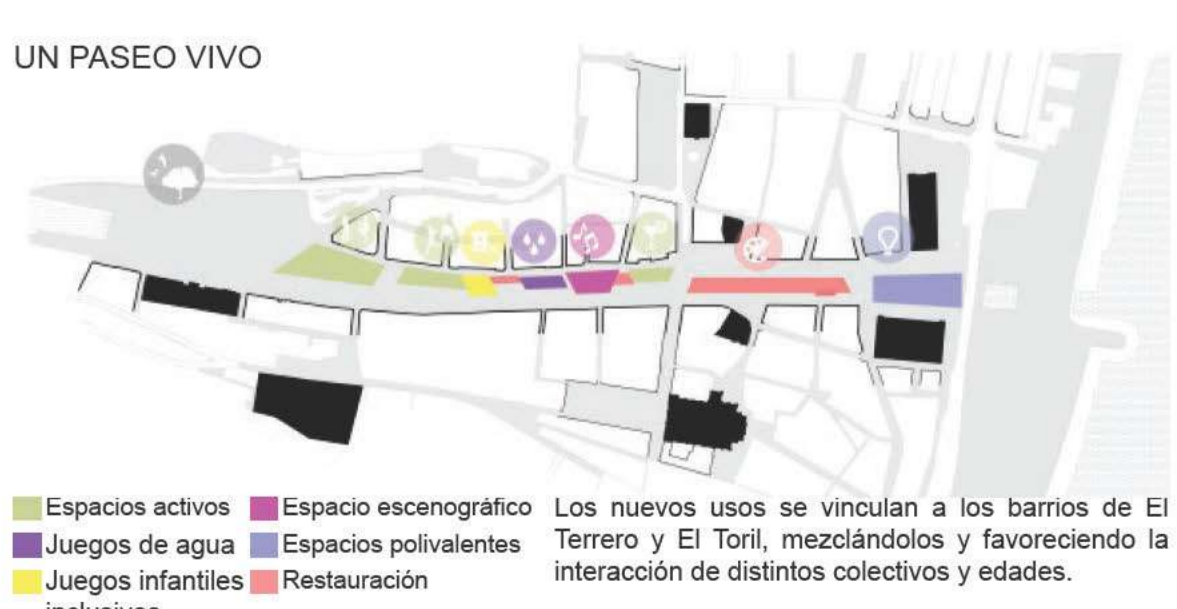 UN PASEO VIVO
Espacios activos
Juegos de agua
Juegos infantiles
inclusivos
Espacio escenográfico
Espacios polivalentes
Restauración
Los nuevos usos se vinculan a los barrios de El
Terrero y El Toril, mezclándolos y favoreciendo la
interacción de distintos colectivos y edades.